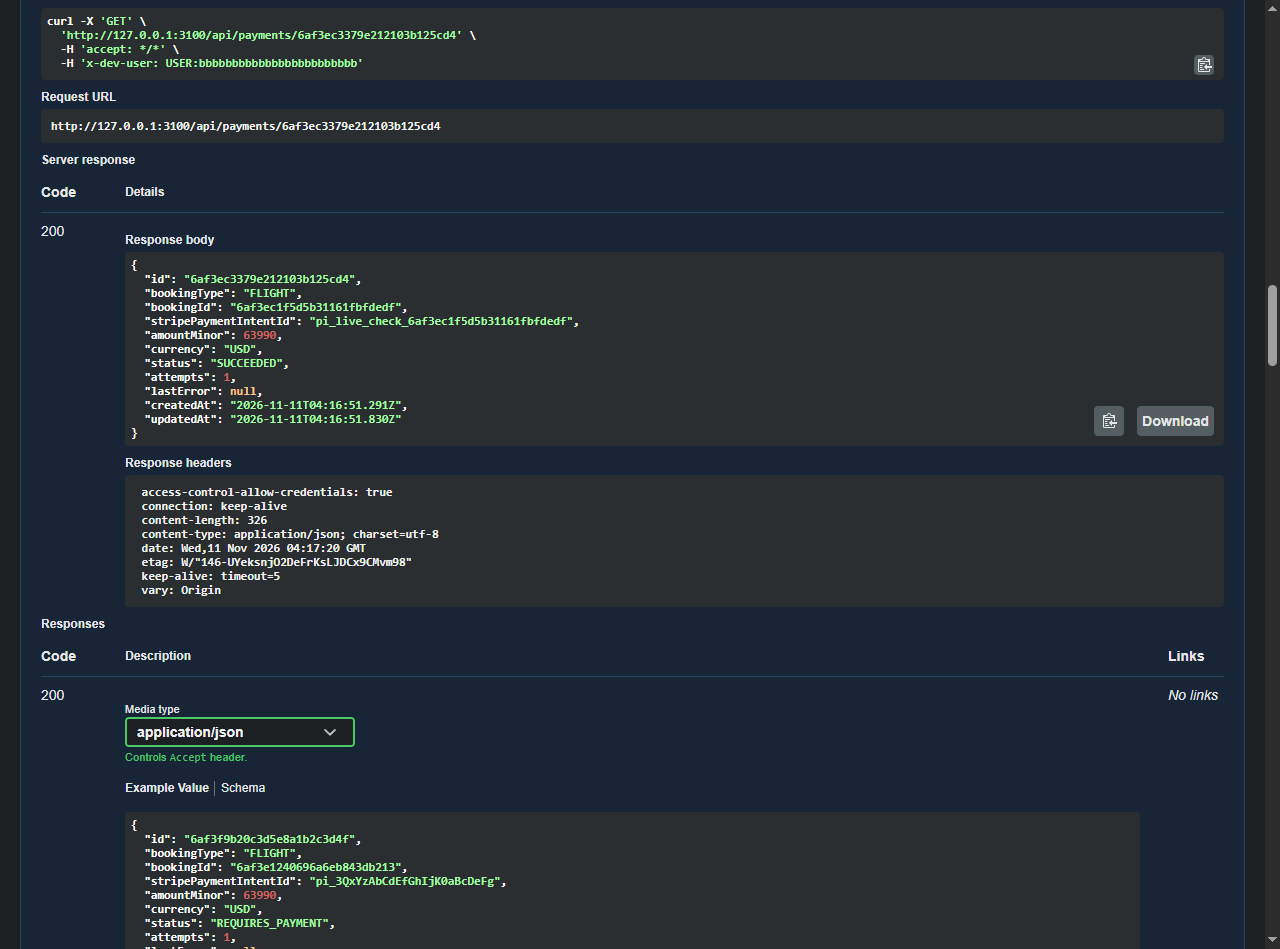 curl -X 'GET' \
  'http://127.0.0.1:3100/api/payments/6af3ec3379e212103b125cd4' \
  -H 'accept: */*' \
  -H 'x-dev-user: USER:bbbbbbbbbbbbbbbbbbbbbbbb'
Request URL
http://127.0.0.1:3100/api/payments/6af3ec3379e212103b125cd4
Server response
Code Details
200
Response body
{
  "id": "6af3ec3379e212103b125cd4",
  "bookingType": "FLIGHT",
  "bookingId": "6af3ec1f5d5b31161fbfdedf",
  "stripePaymentIntentId": "pi_live_check_6af3ec1f5d5b31161fbfdedf",
  "amountMinor": 63990,
  "currency": "USD",
  "status": "SUCCEEDED",
  "attempts": 1,
  "lastError": null,
  "createdAt": "2026-11-11T04:16:51.291Z",
  "updatedAt": "2026-11-11T04:16:51.830Z"
}
Download
Response headers
access-control-allow-credentials: true
connection: keep-alive
content-length: 326
content-type: application/json; charset=utf-8
date: Wed,11 Nov 2026 04:17:20 GMT
etag: W/"146-UYeksnjO2DeFrKsLJDCx9CMvm98"
keep-alive: timeout=5
vary: Origin
Responses
Code Description Links
200 No links
Media type
application/json
Controls Accept header.
Example Value | Schema
{
  "id": "6af3f9b20c3d5e8a1b2c3d4f",
  "bookingType": "FLIGHT",
  "bookingId": "6af3e1240696a6eb843db213",
  "stripePaymentIntentId": "pi_3QxYzAbCdEfGhIjK0aBcDeFg",
  "amountMinor": 63990,
  "currency": "USD",
  "status": "REQUIRES_PAYMENT",
  "attempts": 1,